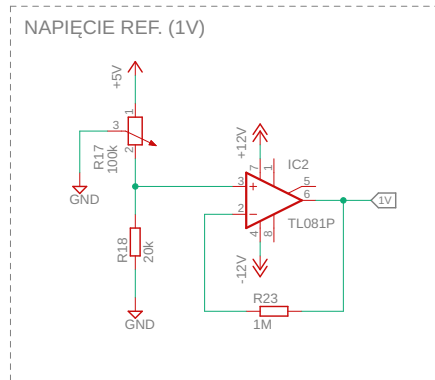 NAPIĘCIE REF. (1V)
+5V
1
3
2
R17
100k
GND
+12V
IC2
7
1
3
+
5
6
1V
2
-
TL081P
4
8
R18
20k
-12V
R23
1M
GND